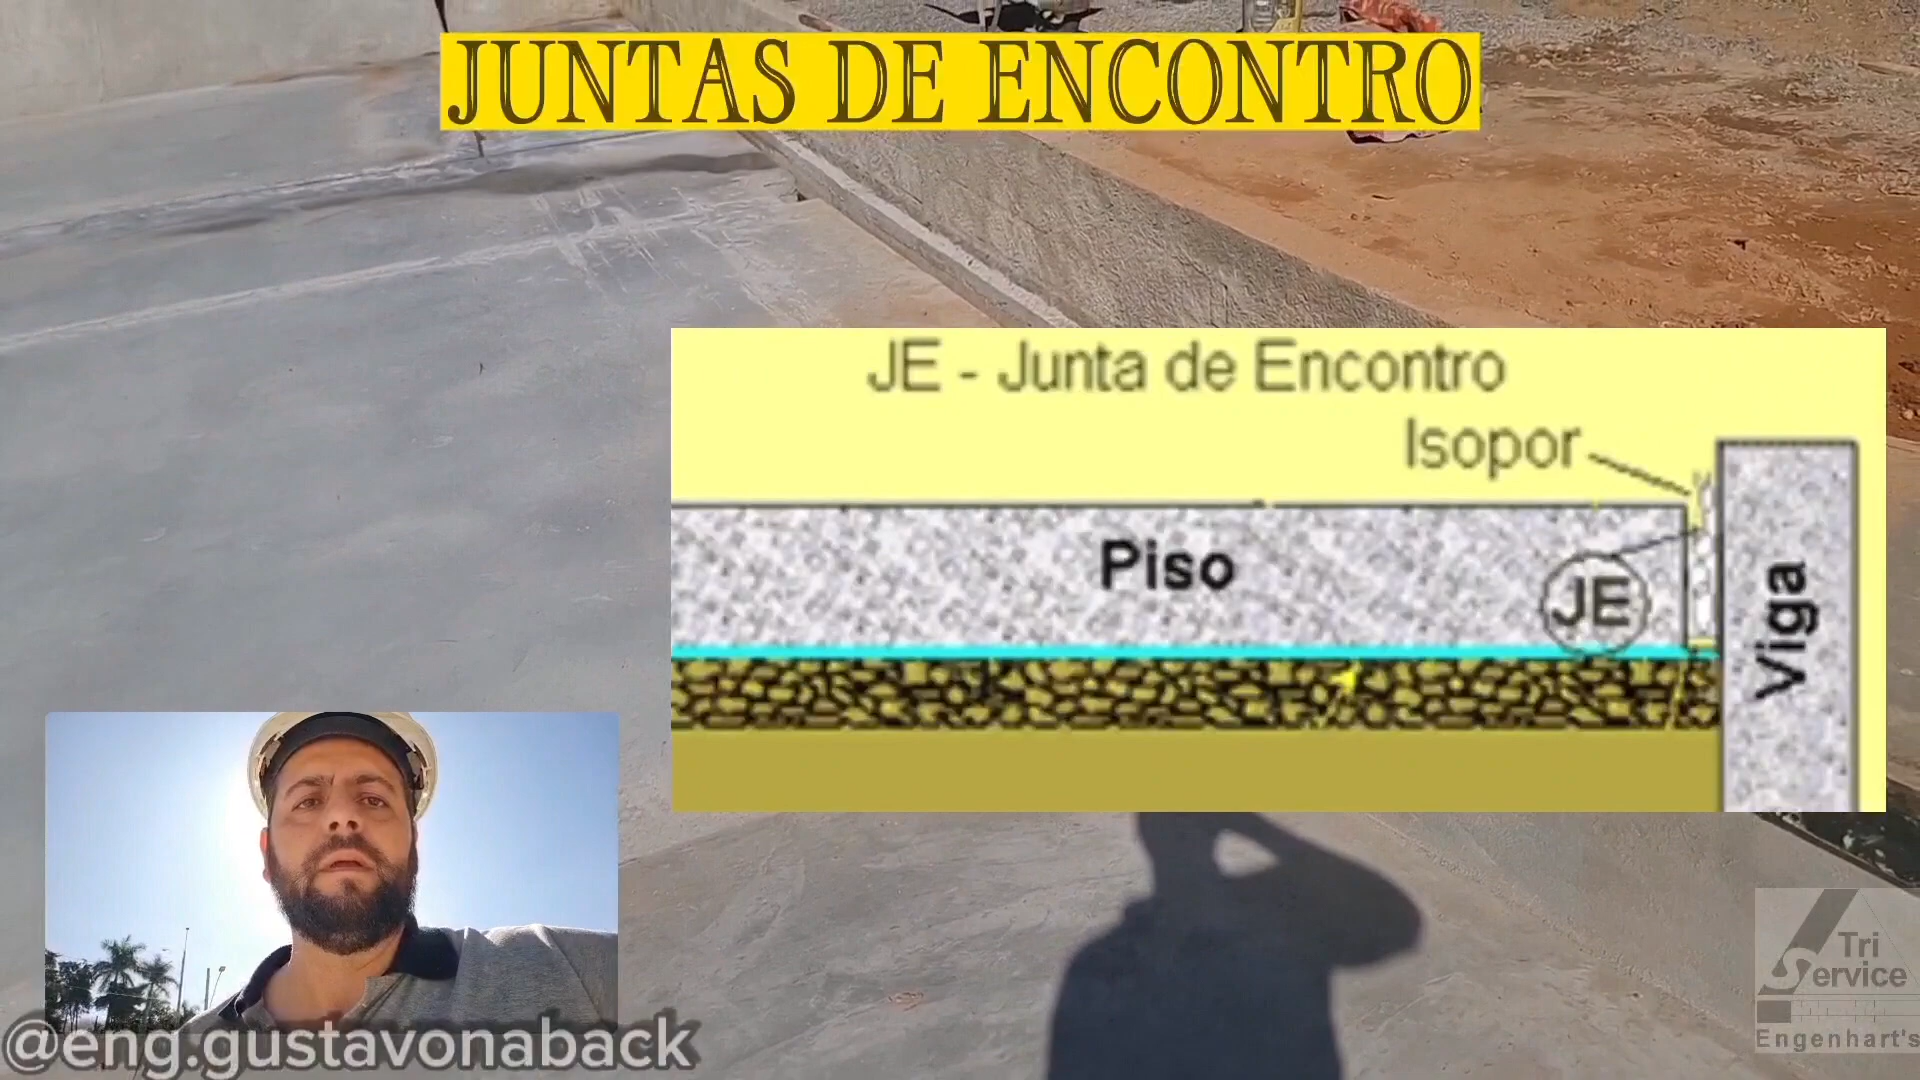 JUNTAS DE ENCONTRO
JE - Junta de Encontro
Isopor
Piso
JE
Viga
@eng.gustavonaback
Tri
Service
Engenhart's